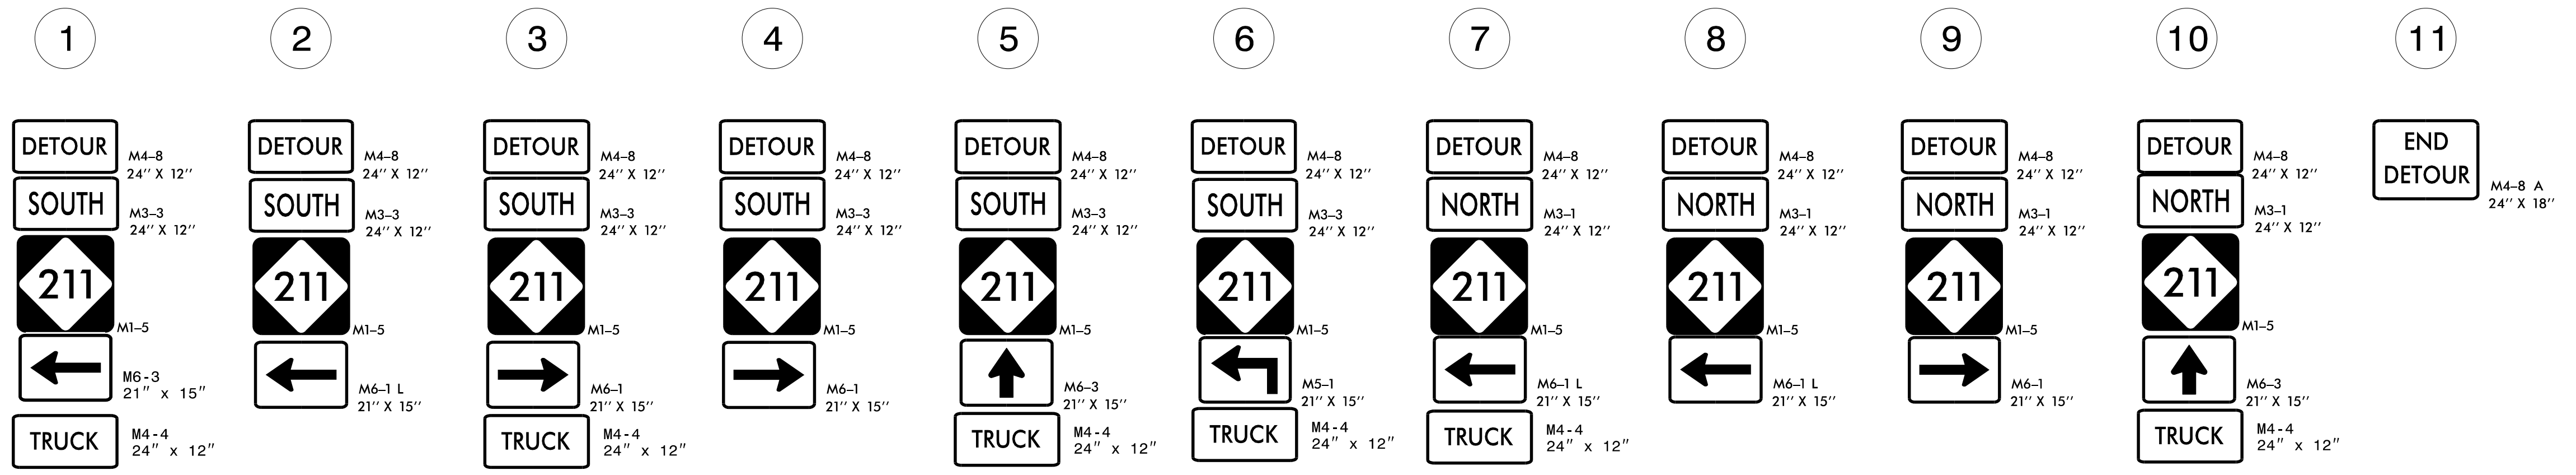 1
DETOUR
M4–8
24″ X 12″
SOUTH
M3–3
24″ X 12″
211
M1–5
M6-3
21" x 15"
TRUCK
M4-4
24" x 12"
2
DETOUR
M4–8
24″ X 12″
SOUTH
M3–3
24″ X 12″
211
M1–5
M6–1 L
21″ X 15″
3
DETOUR
M4–8
24″ X 12″
SOUTH
M3–3
24″ X 12″
211
M1–5
M6–1
21″ X 15″
TRUCK
M4-4
24" x 12"
4
DETOUR
M4–8
24″ X 12″
SOUTH
M3–3
24″ X 12″
211
M1–5
M6–1
21″ X 15″
5
DETOUR
M4–8
24″ X 12″
SOUTH
M3–3
24″ X 12″
211
M1–5
M6–3
21″ X 15″
TRUCK
M4-4
24" x 12"
6
DETOUR
M4–8
24″ X 12″
SOUTH
M3–3
24″ X 12″
211
M1–5
M5–1
21″ X 15″
TRUCK
M4-4
24" x 12"
7
DETOUR
M4–8
24″ X 12″
NORTH
M3–1
24″ X 12″
211
M1–5
M6–1 L
21″ X 15″
TRUCK
M4-4
24" x 12"
8
DETOUR
M4–8
24″ X 12″
NORTH
M3–1
24″ X 12″
211
M1–5
M6–1 L
21″ X 15″
9
DETOUR
M4–8
24″ X 12″
NORTH
M3–1
24″ X 12″
211
M1–5
M6–1
21″ X 15″
10
DETOUR
M4–8
24″ X 12″
NORTH
M3–1
24″ X 12″
211
M1–5
M6–3
21″ X 15″
TRUCK
M4-4
24" x 12"
11
END
DETOUR
M4–8 A
24″ X 18″